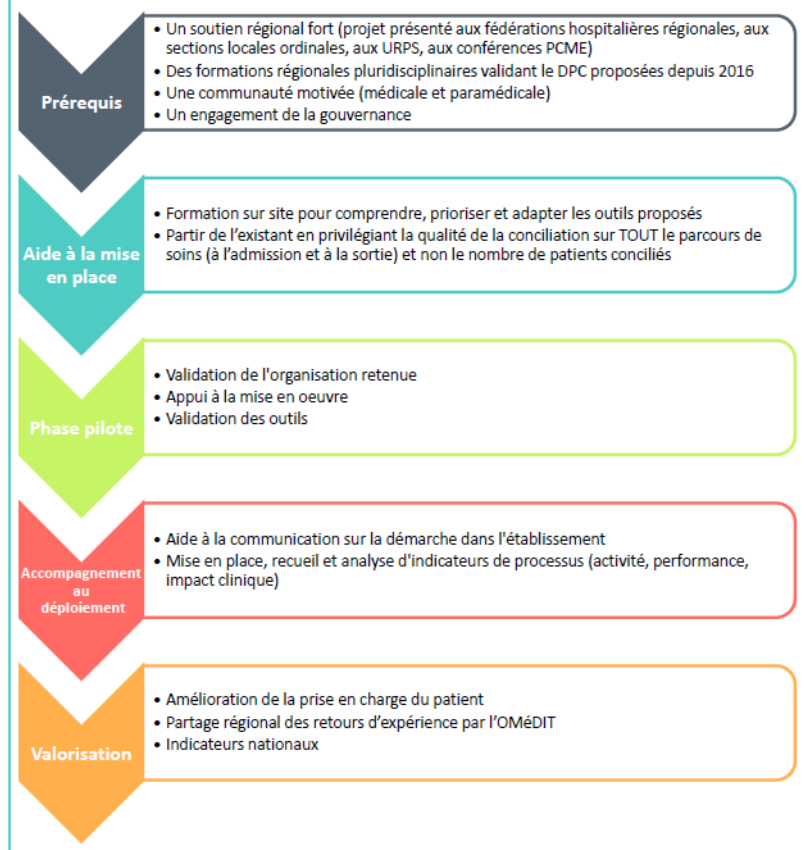 Prérequis
• Un soutien régional fort (projet présenté aux fédérations hospitalières régionales, aux
sections locales ordinales, aux URPS, aux conférences PCME)
• Des formations régionales pluridisciplinaires validant le DPC proposées depuis 2016
• Une communauté motivée (médicale et paramédicale)
• Un engagement de la gouvernance
Aide à la mise
en place
• Formation sur site pour comprendre, prioriser et adapter les outils proposés
• Partir de l’existant en privilégiant la qualité de la conciliation sur TOUT le parcours de
soins (à l’admission et à la sortie) et non le nombre de patients conciliés
Phase pilote
• Validation de l'organisation retenue
• Appui à la mise en oeuvre
• Validation des outils
Accompagnement
au
déploiement
• Aide à la communication sur la démarche dans l'établissement
• Mise en place, recueil et analyse d'indicateurs de processus (activité, performance,
impact clinique)
Valorisation
• Amélioration de la prise en charge du patient
• Partage régional des retours d’expérience par l’OMéDIT
• Indicateurs nationaux